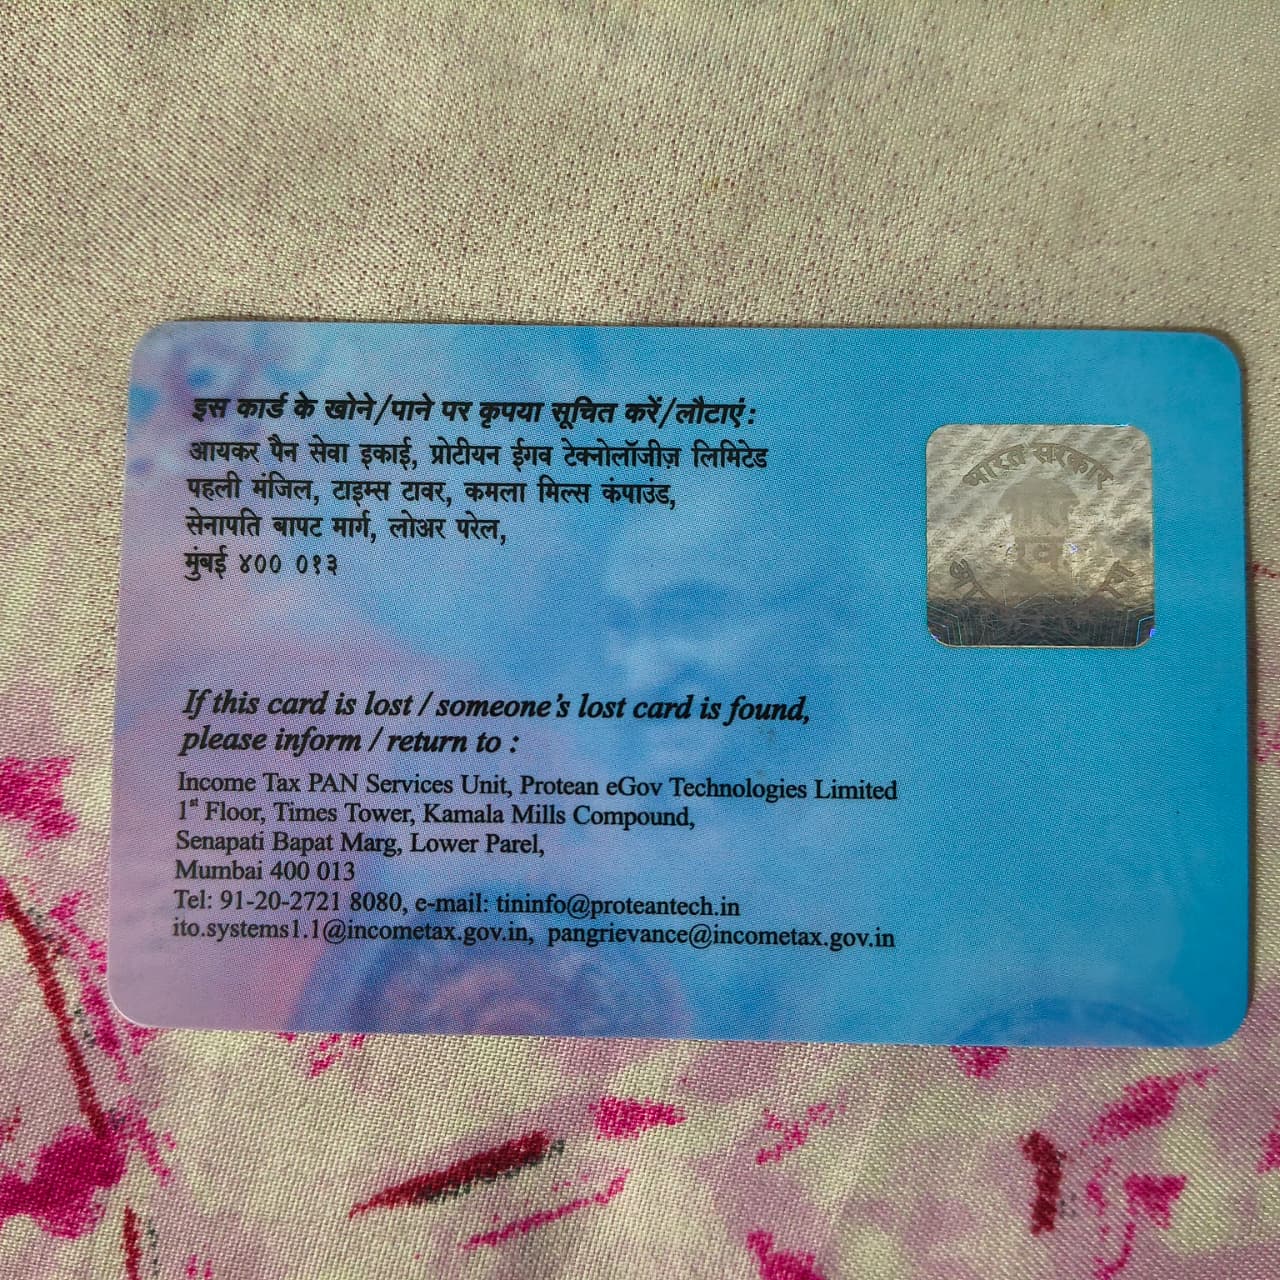 इस कार्ड के खोने/पाने पर कृपया सूचित करें/लौटाएं:
आयकर पैन सेवा इकाई, प्रोटीयन ईगव टेक्नोलॉजीज़ लिमिटेड
पहली मंजिल, टाइम्स टावर, कमला मिल्स कंपाउंड,
सेनापति बापट मार्ग, लोअर परेल,
मुंबई ४०० ०१३
भारत सरकार
If this card is lost / someone's lost card is found,
please inform / return to :
Income Tax PAN Services Unit, Protean eGov Technologies Limited
1st Floor, Times Tower, Kamala Mills Compound,
Senapati Bapat Marg, Lower Parel,
Mumbai 400 013
Tel: 91-20-2721 8080, e-mail: tininfo@proteantech.in
ito.systems1.1@incometax.gov.in, pangrievance@incometax.gov.in